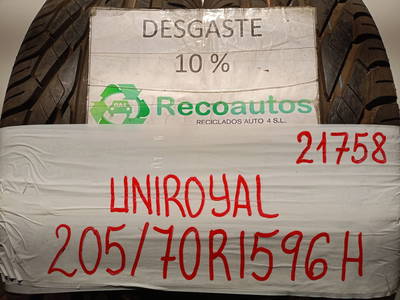 DESGASTE
10 %
Recoautos
RECICLADOS AUTO 4 S.L.
21758
UNIROYAL
205/70R1596H